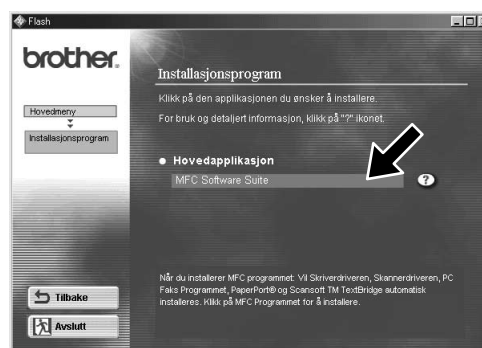 Flash
brother.
Installasjonsprogram
Klikk på den applikasjonen du ønsker å installere.
For bruk og detaljert informasjon, klikk på "?" ikonet.
Hovedmeny
Installasjonsprogram
Hovedapplikasjon
MFC Software Suite
?
Når du installerer MFC programmet: Vil Skriverdriveren, Skannerdriveren, PC
Faks Programmet, PaperPort® og Scansoft TM TextBridge automatisk
installeres. Klikk på MFC Programmet for å installere.
Tilbake
Avslutt